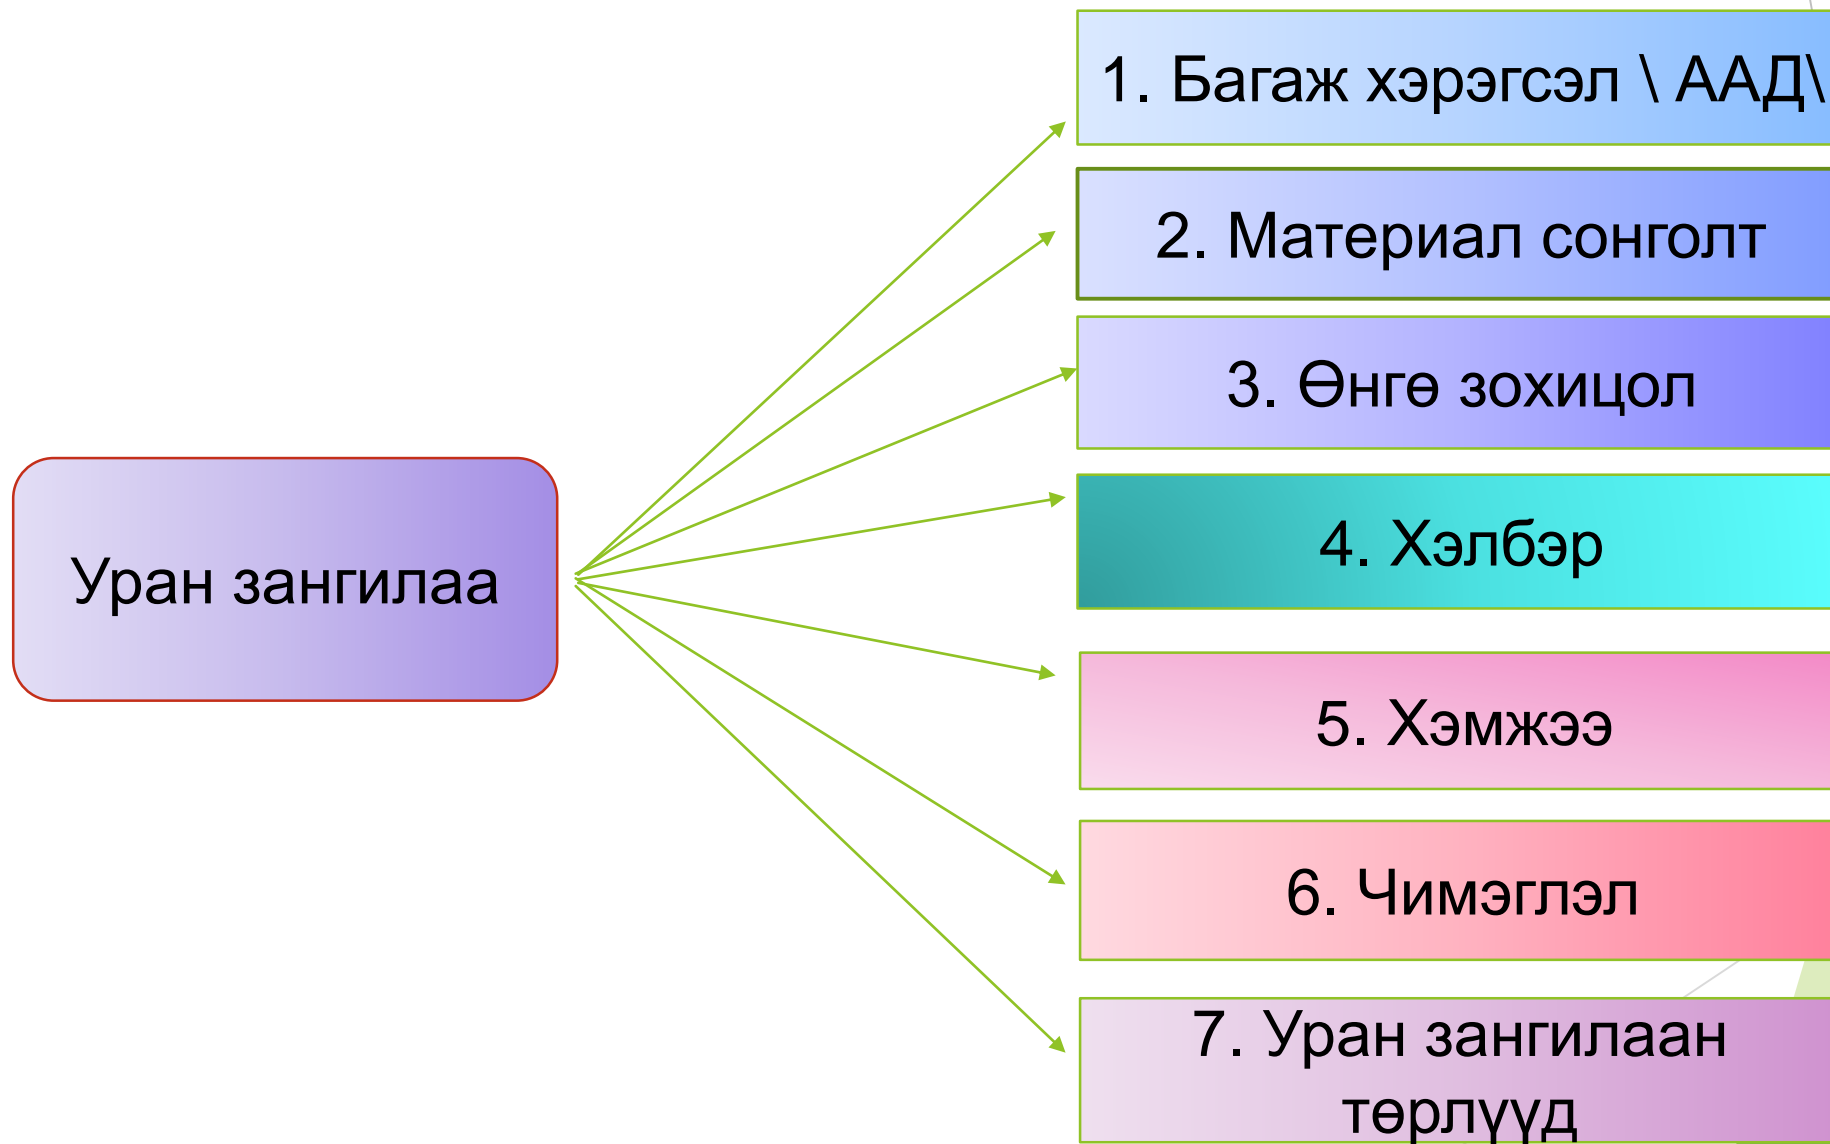 1. Багаж хэрэгсэл \ ААД\
2. Материал сонголт
3. Өнгө зохицол
4. Хэлбэр
Уран зангилаа
5. Хэмжээ
6. Чимэглэл
7. Уран зангилаан
төрлүүд